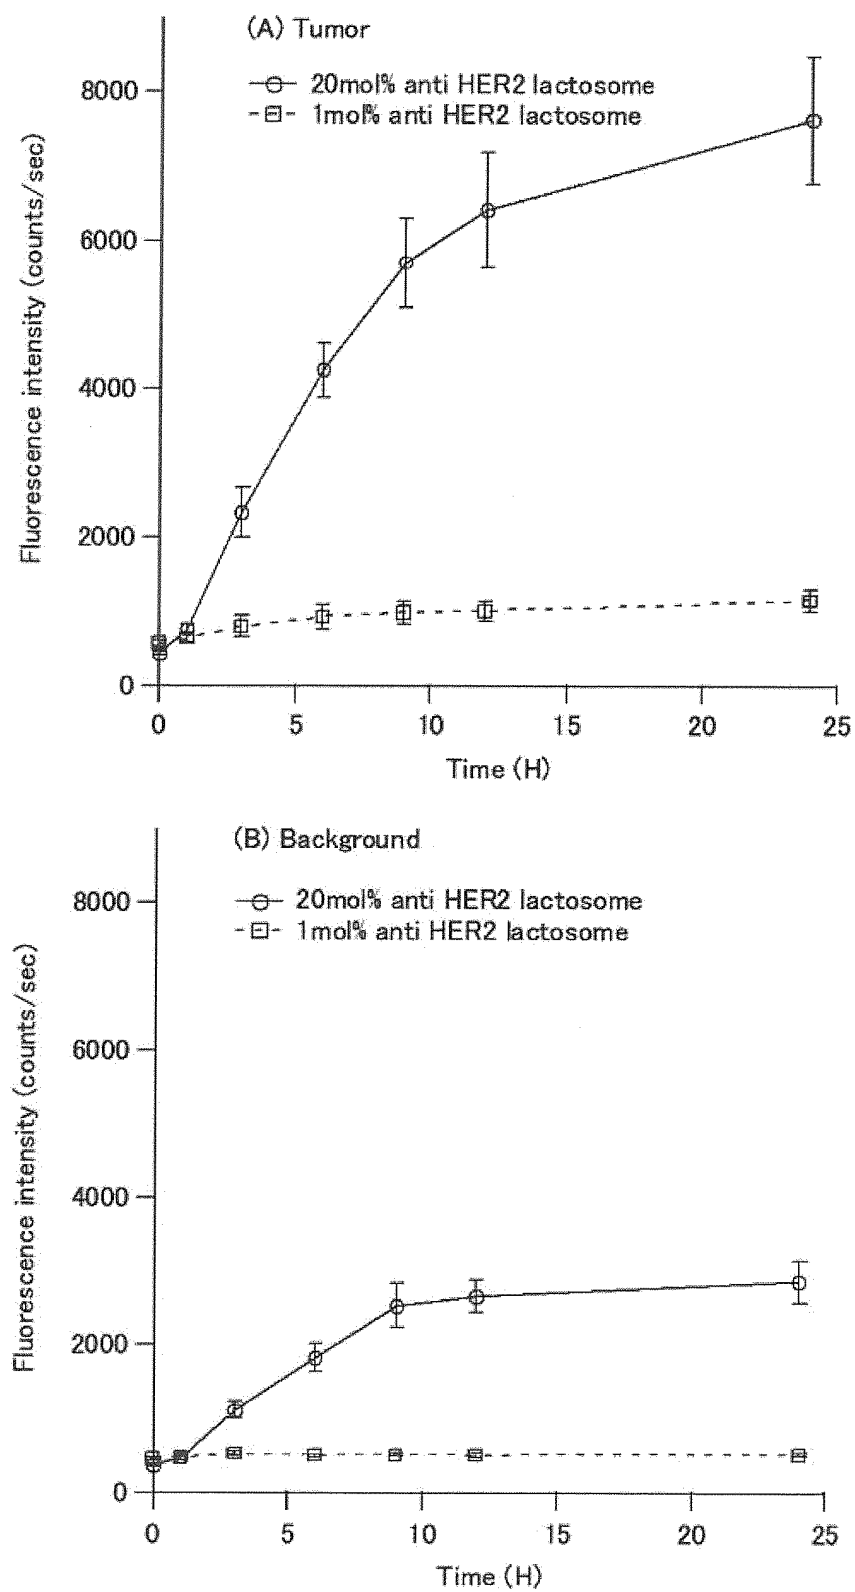 (A) Tumor
20mol% anti HER2 lactosome
1mol% anti HER2 lactosome
8000
6000
4000
2000
0
Fluorescence intensity (counts/sec)
0 5 10 15 20 25
Time (H)
(B) Background
20mol% anti HER2 lactosome
1mol% anti HER2 lactosome
8000
6000
4000
2000
0
Fluorescence intensity (counts/sec)
0 5 10 15 20 25
Time (H)